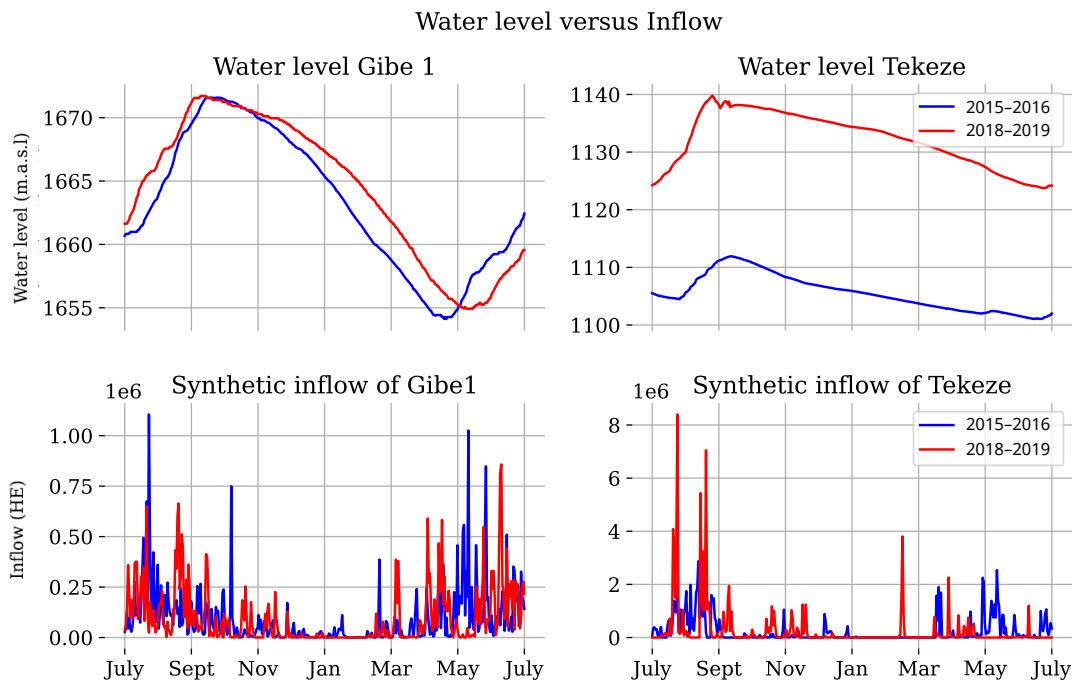 Water level versus Inflow
Water level Gibe 1
Water level Tekeze
Water level (m.a.s.l)
1670
1665
1660
1655
1140
1130
1120
1110
1100
2015–2016
2018–2019
Synthetic inflow of Gibe1
Synthetic inflow of Tekeze
1e6
Inflow (HE)
1.00
0.75
0.50
0.25
0.00
July Sept Nov Jan Mar May July
1e6
8
6
4
2
0
2015–2016
2018–2019
July Sept Nov Jan Mar May July